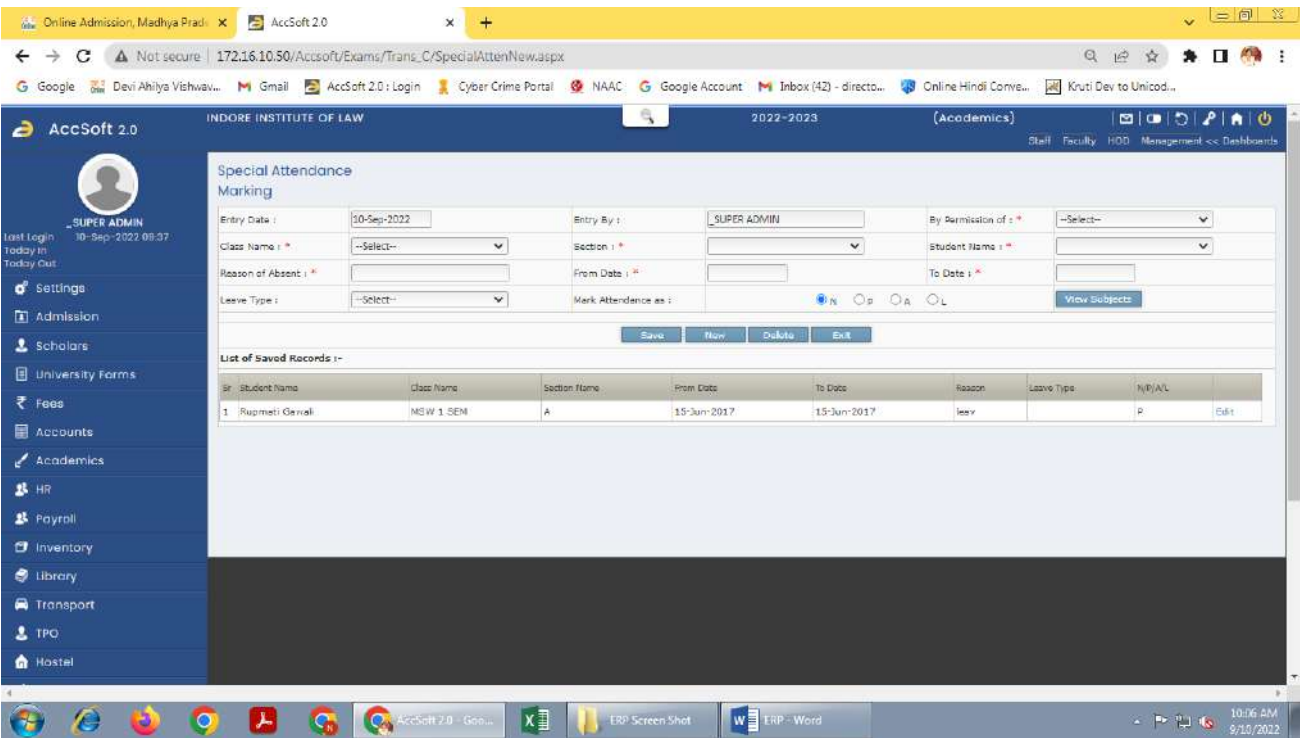 Online Admission, Madhya Prad
AccSoft 2.0
Not secure | 172.16.10.50/Accsoft/Exams/Trans_C/SpecialAttenNew.aspx
Google Devi Ahilya Vishwav... Gmail AccSoft 2.0 : Login Cyber Crime Portal NAAC Google Account Inbox (42) - directo... Online Hindi Conve... Kruti Dev to Unicod...
AccSoft 2.0
INDORE INSTITUTE OF LAW 2022-2023 (Academics)
Staff Faculty HOD Management << Dashboards
_SUPER ADMIN
Last Login 10-Sep-2022 09:37
Today In
Today Out
Settings
Admission
Scholars
University Forms
Fees
Accounts
Academics
HR
Payroll
Inventory
Library
Transport
TPO
Hostel
Special Attendance
Marking
Entry Date : 10-Sep-2022 Entry By : _SUPER ADMIN By Permission of : * --Select--
Class Name : * --Select-- Section : * Student Name : *
Reason of Absent : * From Date : * To Date : *
Leave Type : --Select-- Mark Attendance as : N P A L View Subjects
Save New Delete Exit
List of Saved Records :-
Sr Student Name Class Name Section Name From Date To Date Reason Leave Type N/P/A/L
1 Rupmati Gawali MSW 1 SEM A 15-Jun-2017 15-Jun-2017 leav P Edit
AccSoft 2.0 - Goo... ERP Screen Shot ERP - Word
10:06 AM
9/10/2022